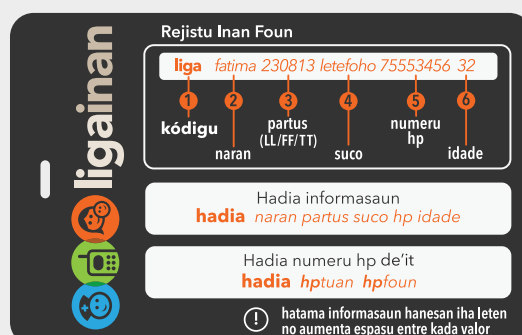 ligainan
Rejistu Inan Foun
liga fatima 230813 letefoho 75553456 32
1 2 3 4 5 6
kódigu
naran
partus
(LL/FF/TT)
suco
numeru
hp
idade
Hadia informasaun
hadia naran partus suco hp idade
Hadia numeru hp de'it
hadia hptuan hpfoun
! hatama informasaun hanesan iha leten
no aumenta espasu entre kada valor